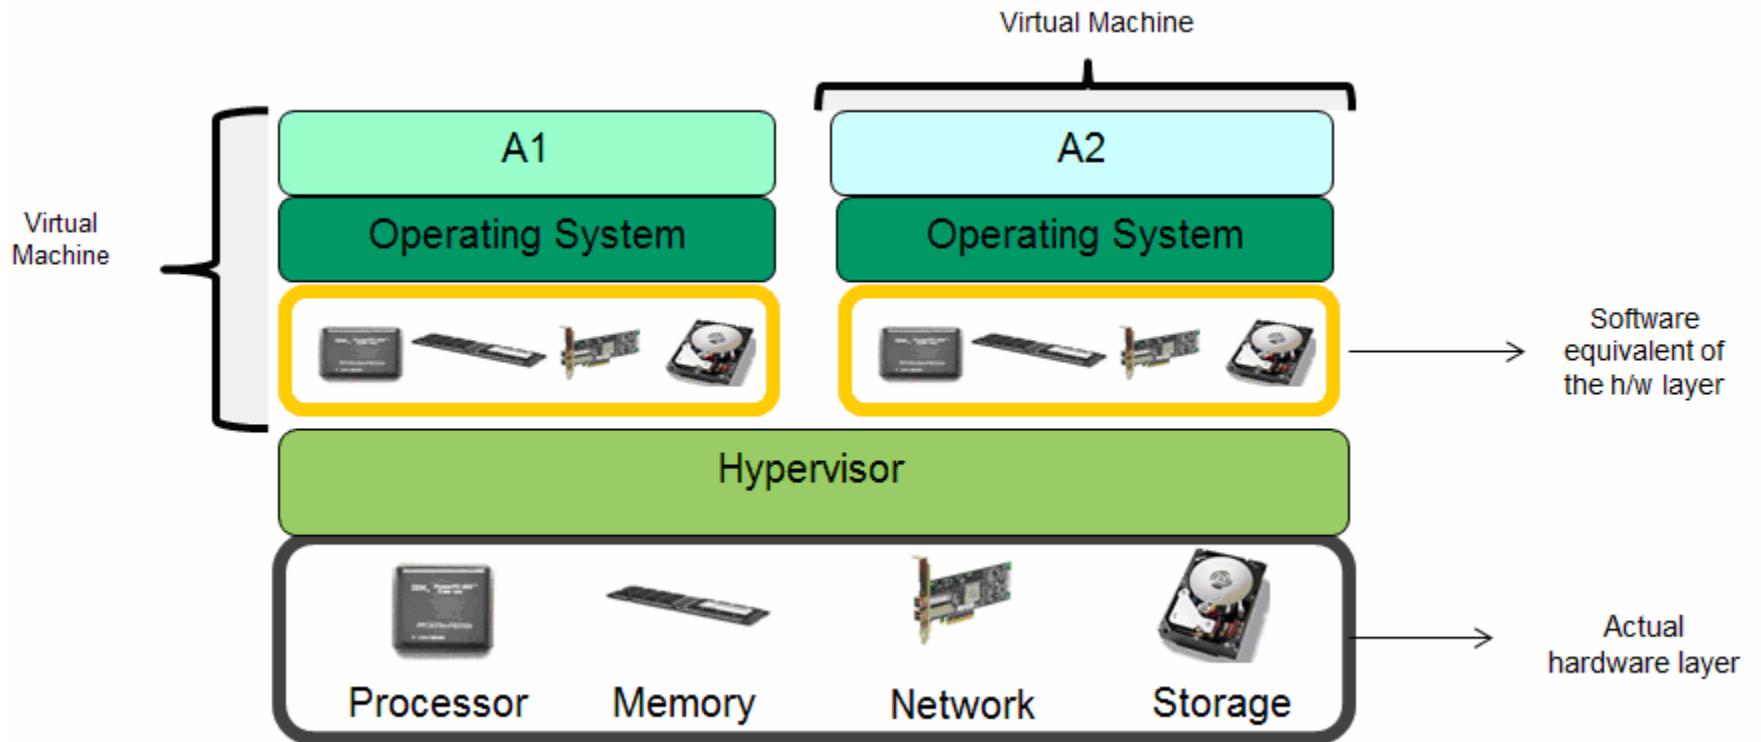 Virtual Machine
A1
A2
Virtual
Machine
Operating System
Operating System
Software
equivalent of
the h/w layer
Hypervisor
Processor
Memory
Network
Storage
Actual
hardware layer